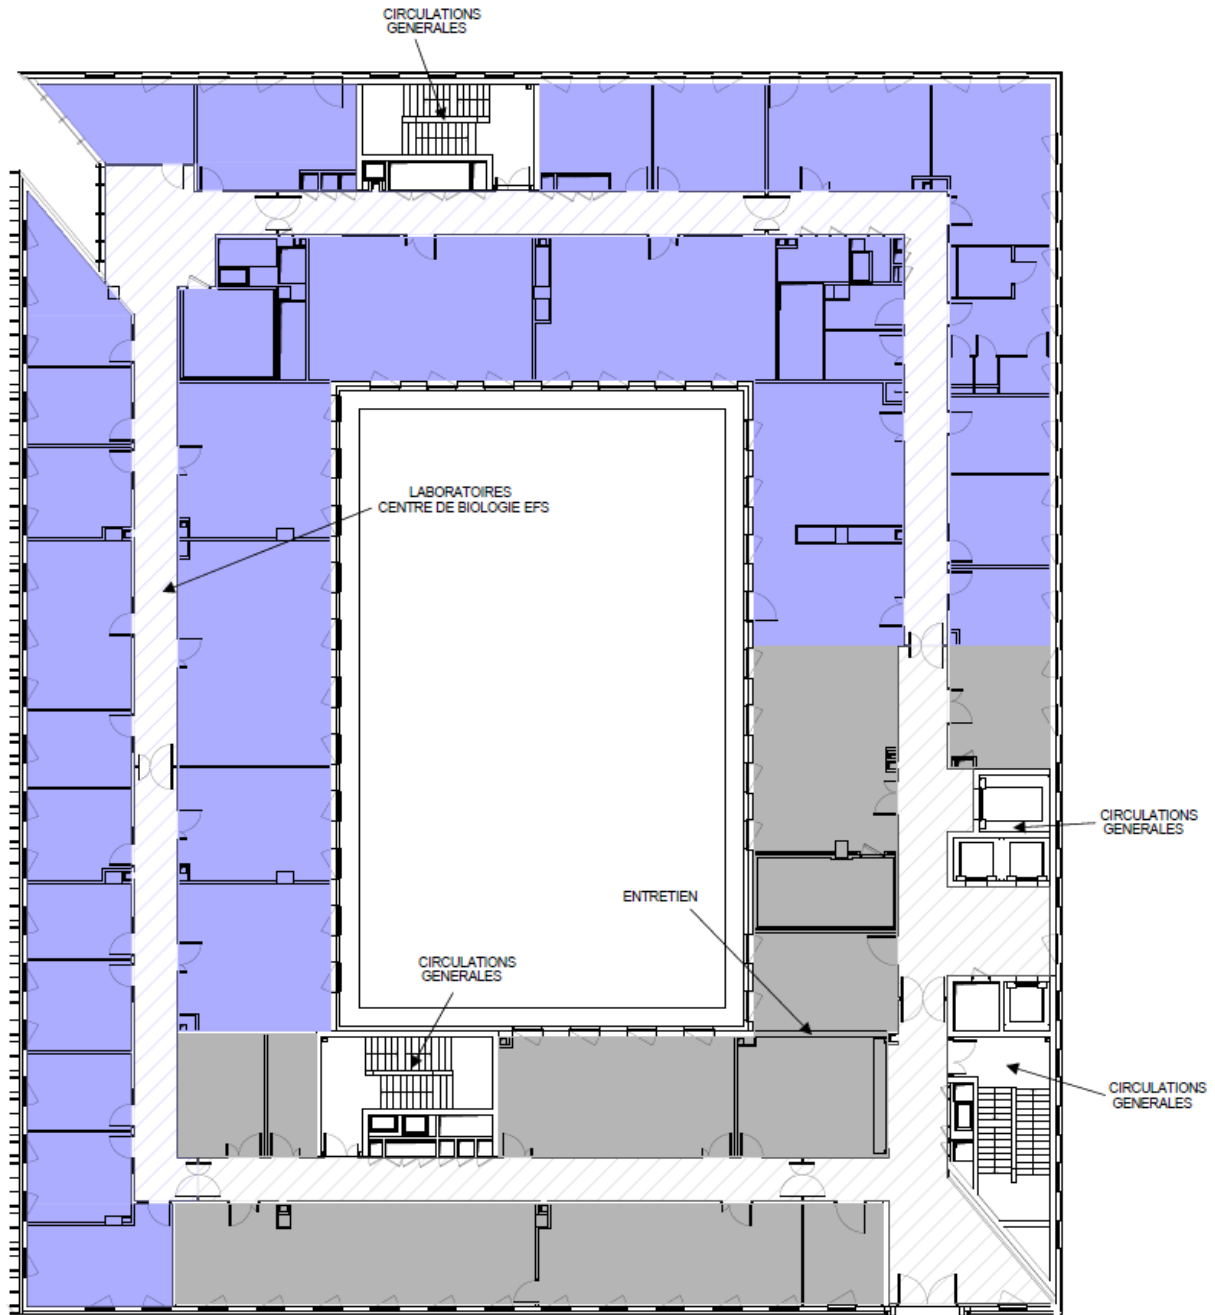 CIRCULATIONS
GENERALES
LABORATOIRES
CENTRE DE BIOLOGIE EFS
CIRCULATIONS
GENERALES
ENTRETIEN
CIRCULATIONS
GENERALES
CIRCULATIONS
GENERALES